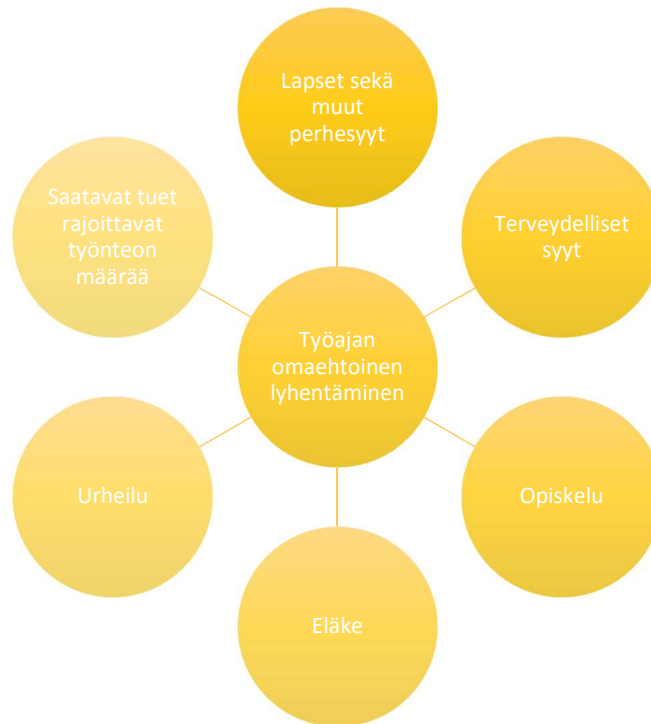 Lapset sekä
muut
perhesyyt
Saatavat tuet
rajoittavat
työnteon
määrää
Terveydelliset
syyt
Työajan
omaehtoinen
lyhentäminen
Urheilu
Opiskelu
Eläke